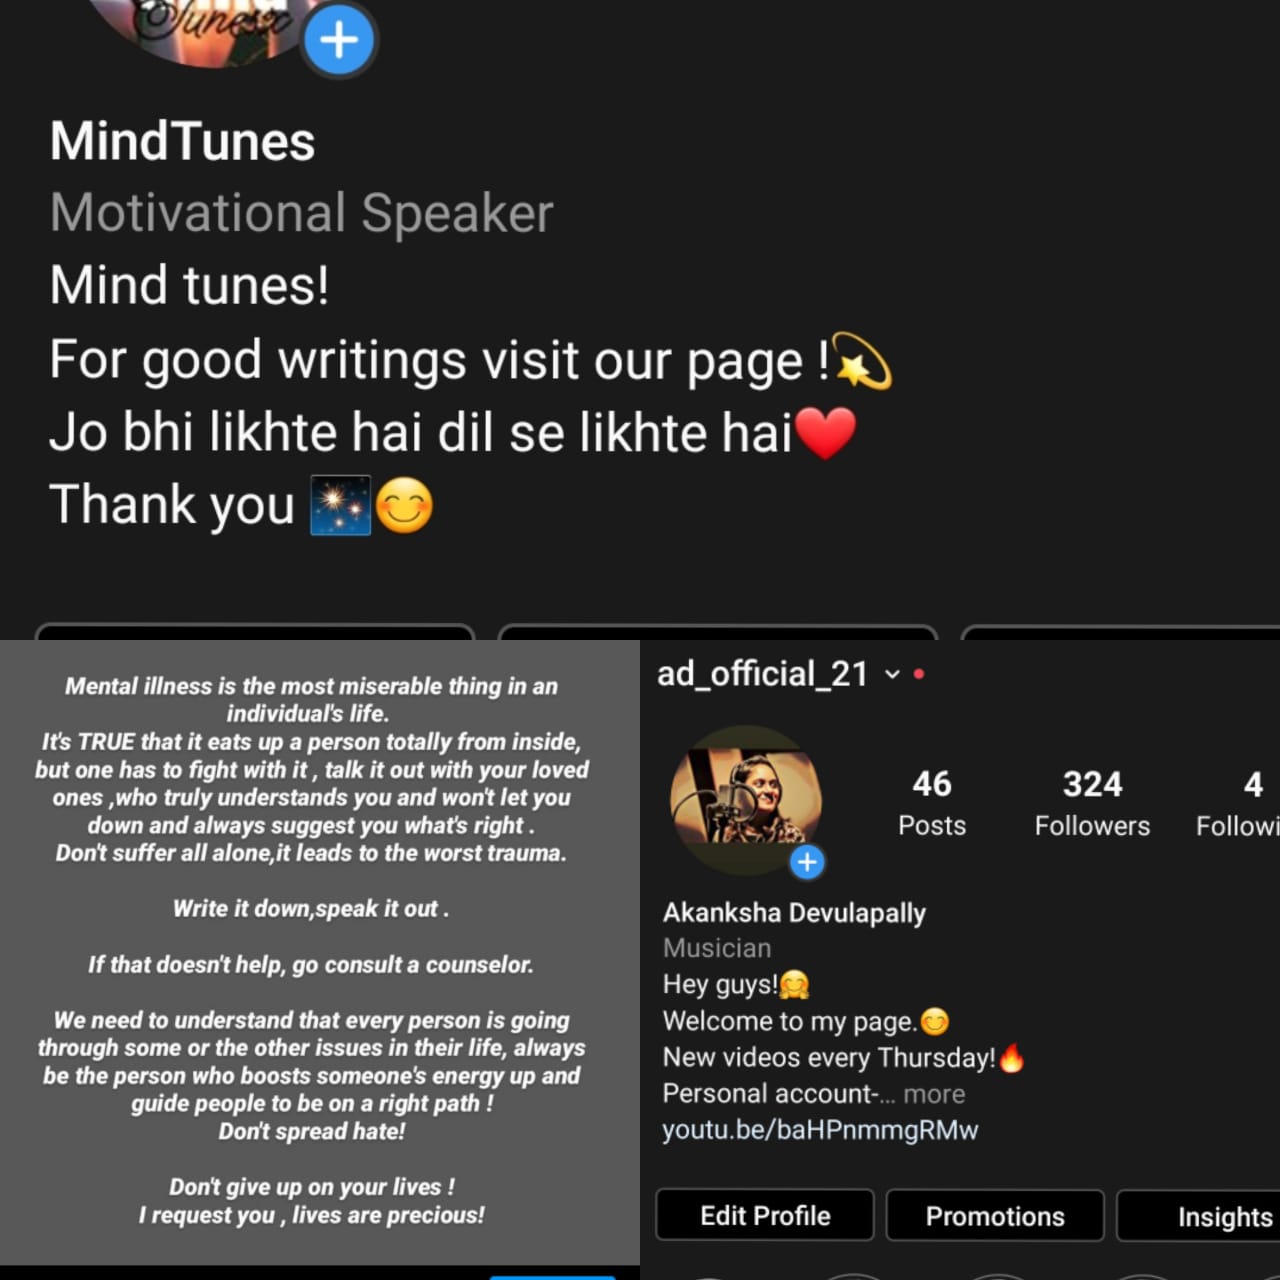 Tunesx
MindTunes
Motivational Speaker
Mind tunes!
For good writings visit our page !💫
Jo bhi likhte hai dil se likhte hai❤️
Thank you 🎇😊
Mental illness is the most miserable thing in an
individual's life.
It's TRUE that it eats up a person totally from inside,
but one has to fight with it , talk it out with your loved
ones ,who truly understands you and won't let you
down and always suggest you what's right .
Don't suffer all alone,it leads to the worst trauma.
Write it down,speak it out .
If that doesn't help, go consult a counselor.
We need to understand that every person is going
through some or the other issues in their life, always
be the person who boosts someone's energy up and
guide people to be on a right path !
Don't spread hate!
Don't give up on your lives !
I request you , lives are precious!
ad_official_21
46 324 4
Posts Followers Followi
Akanksha Devulapally
Musician
Hey guys!🤗
Welcome to my page.😊
New videos every Thursday!🔥
Personal account-... more
youtu.be/baHPnmmgRMw
Edit Profile Promotions Insights